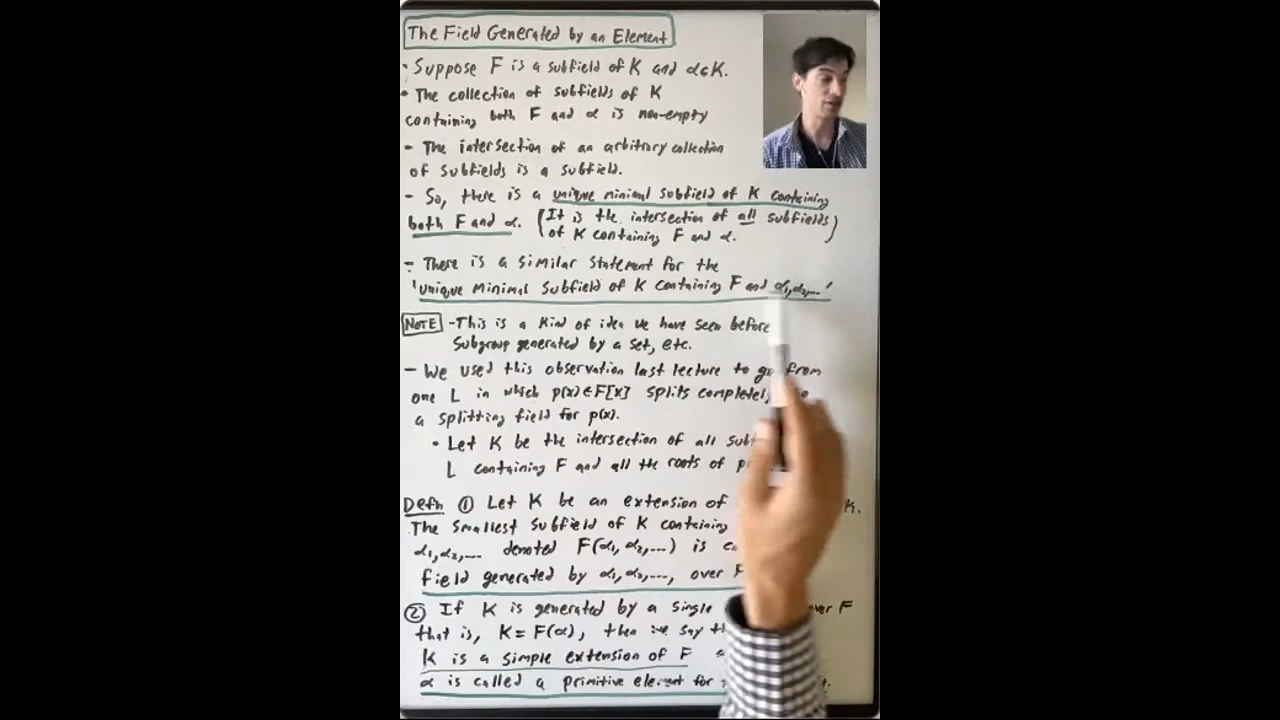 The Field Generated by an Element
• Suppose F is a subfield of K and α∈K.
• The collection of subfields of K
containing both F and α is non-empty
- The intersection of an arbitrary collection
of subfields is a subfield.
- So, there is a unique minimal subfield of K containing
both F and α. (It is the intersection of all subfields
of K containing F and α.)
- There is a similar statement for the
'unique minimal subfield of K containing F and α₁,α₂,...'
NOTE - This is a kind of idea we have seen before
Subgroup generated by a set, etc.
- We used this observation last lecture to go from
one L in which p(x)∈F[x] splits completely
a splitting field for p(x).
• Let K be the intersection of all
L containing F and all the roots of
Defn ① Let K be an extension of K.
The smallest subfield of K containing
α₁,α₂,.... denoted F(α₁,α₂,....) is
field generated by α₁,α₂,...., over F
② If K is generated by a single over F
that is, K = F(α), then we say
K is a simple extension of F
α is called a primitive element for